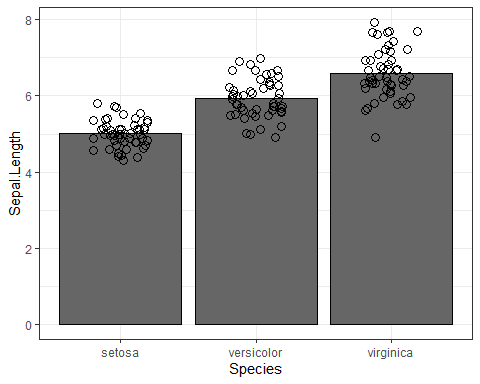 8
6
4
2
0
Sepal.Length
setosa
versicolor
virginica
Species